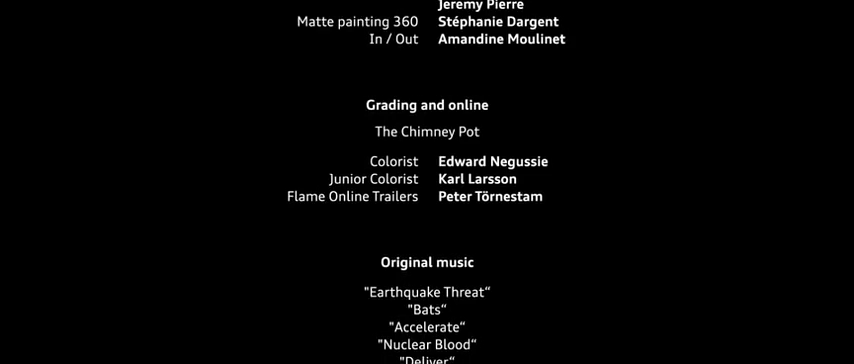 Jeremy Pierre
Matte painting 360 Stéphanie Dargent
In / Out Amandine Moulinet
Grading and online
The Chimney Pot
Colorist Edward Negussie
Junior Colorist Karl Larsson
Flame Online Trailers Peter Törnestam
Original music
"Earthquake Threat“
"Bats“
"Accelerate“
"Nuclear Blood“
"Deliver“